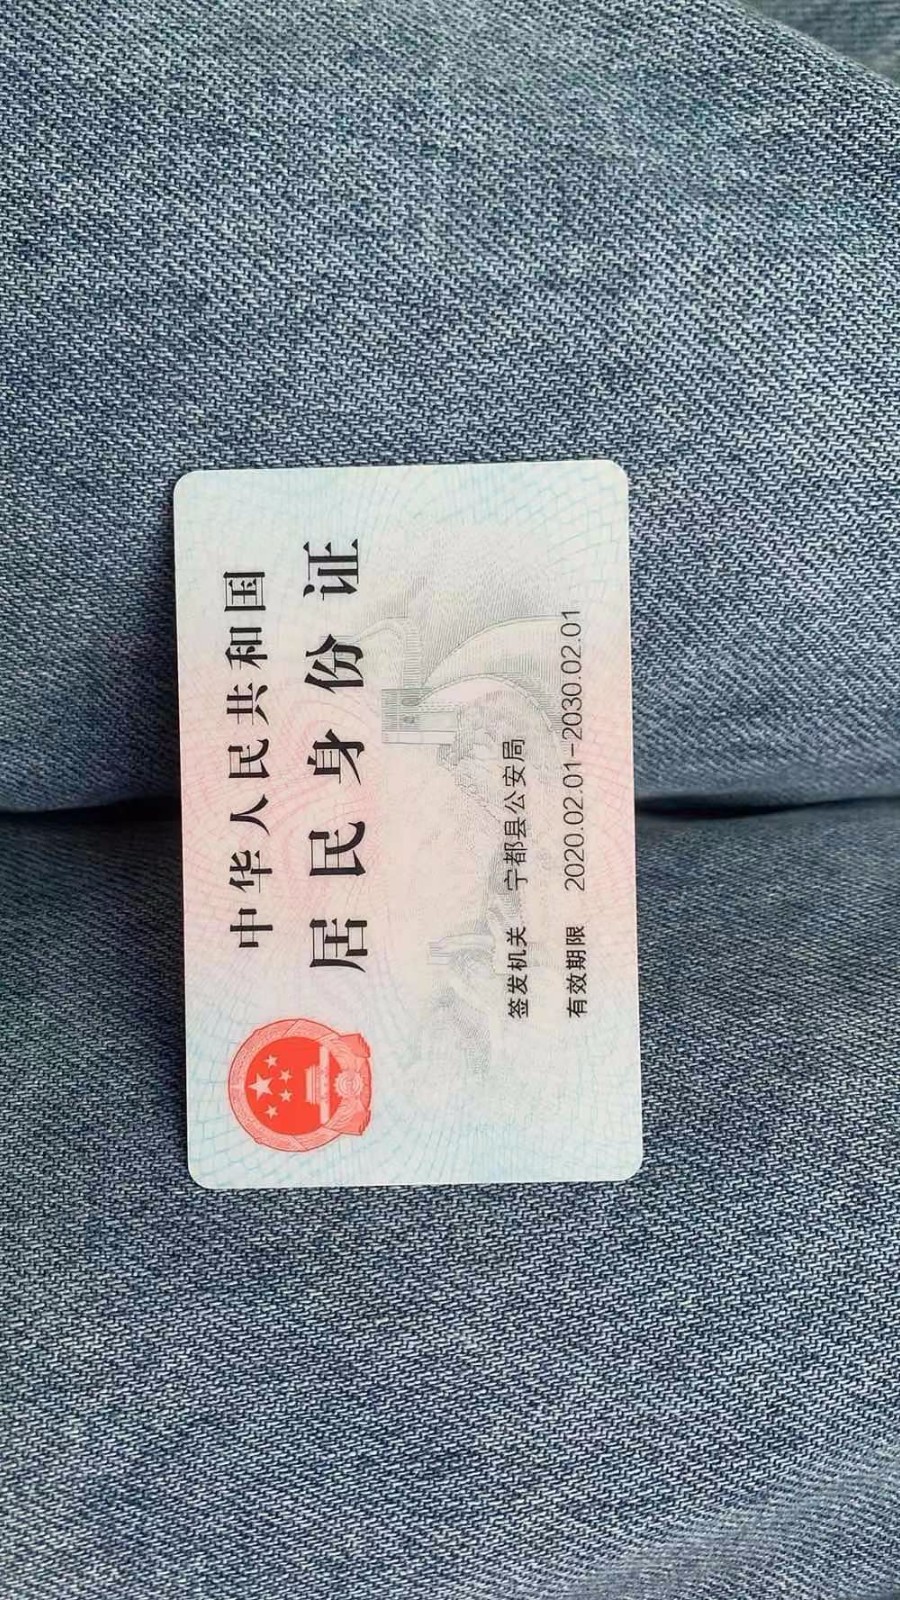 中华人民共和国
居民身份证
签发机关 宁都县公安局
有效期限 2020.02.01-2030.02.01